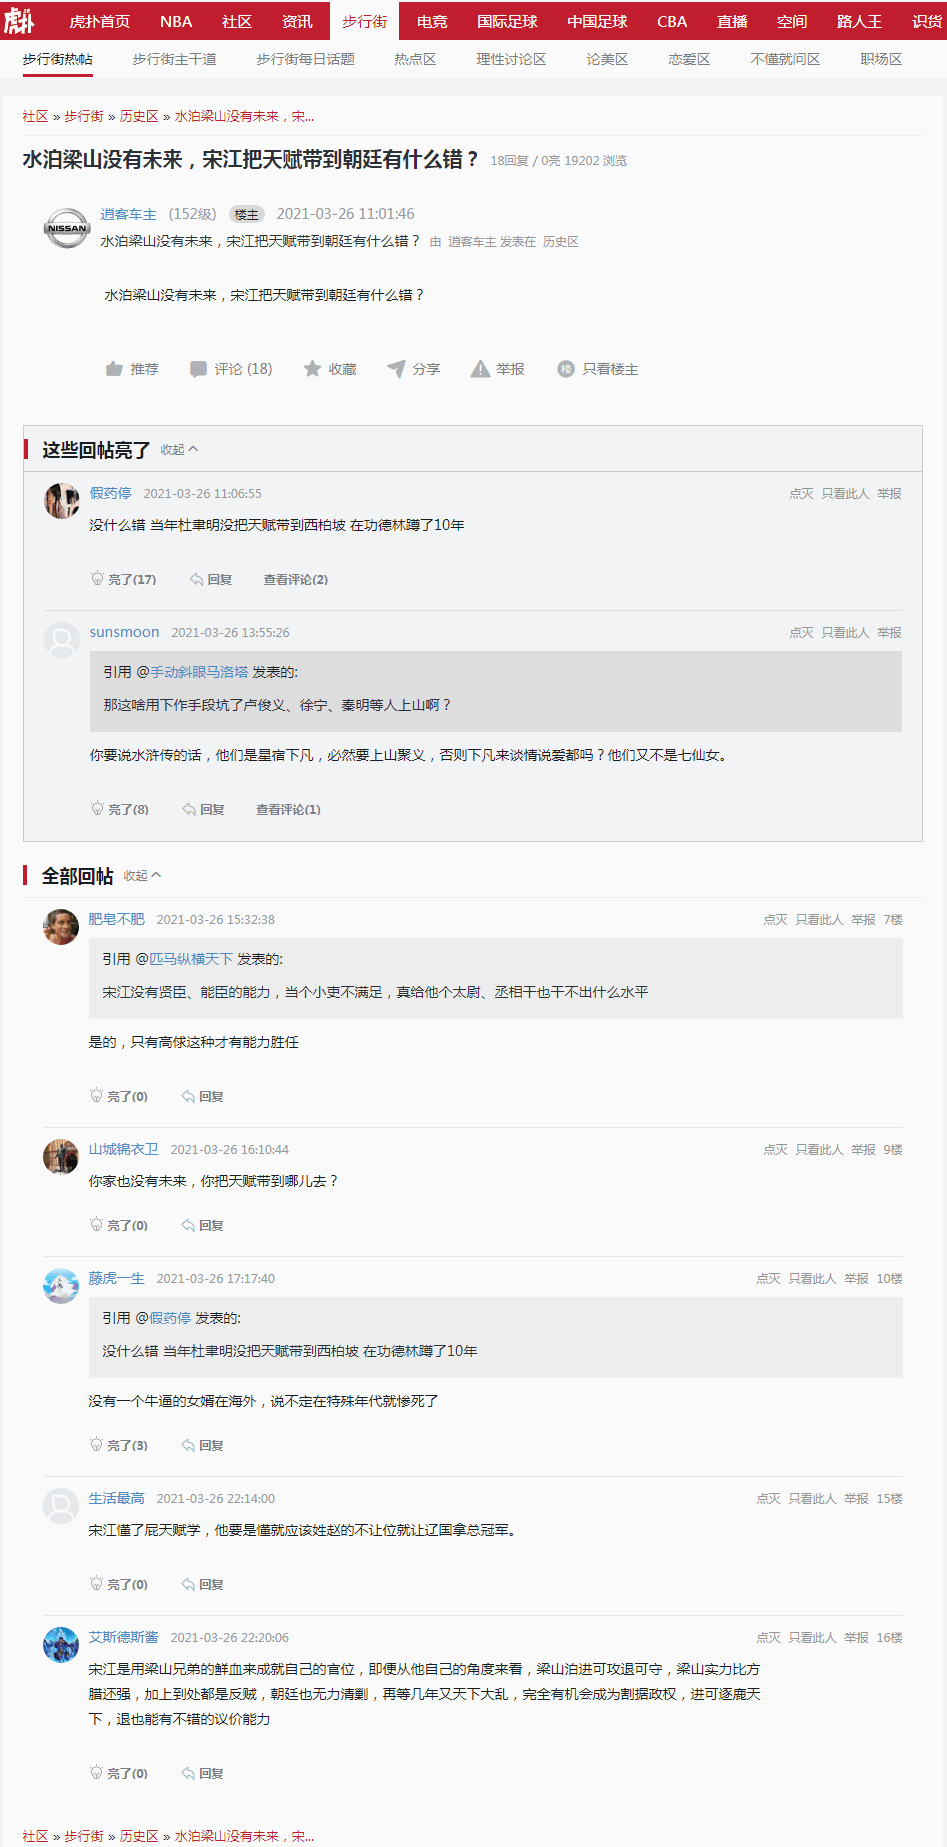 虎扑 虎扑首页 NBA 社区 资讯 步行街 电竞 国际足球 中国足球 CBA 直播 空间 路人王 识货
步行街热帖 步行街主干道 步行街每日话题 热点区 理性讨论区 论美区 恋爱区 不懂就问区 职场区
社区 » 步行街 » 历史区 » 水泊梁山没有未来，宋...
水泊梁山没有未来，宋江把天赋带到朝廷有什么错？ 18回复 / 0亮 19202 浏览
NISSAN
逍客车主 (152级) 楼主 2021-03-26 11:01:46
水泊梁山没有未来，宋江把天赋带到朝廷有什么错？ 由 逍客车主 发表在 历史区
水泊梁山没有未来，宋江把天赋带到朝廷有什么错？
推荐 评论 (18) 收藏 分享 举报 楼 只看楼主
这些回帖亮了 收起
假药停 2021-03-26 11:06:55 点灭 只看此人 举报
没什么错 当年杜聿明没把天赋带到西柏坡 在功德林蹲了10年
亮了(17) 回复 查看评论(2)
sunsmoon 2021-03-26 13:55:26 点灭 只看此人 举报
引用 @手动斜眼马洛塔 发表的:
那这啥用下作手段坑了卢俊义、徐宁、秦明等人上山啊？
你要说水浒传的话，他们是星宿下凡，必然要上山聚义，否则下凡来谈情说爱都吗？他们又不是七仙女。
亮了(8) 回复 查看评论(1)
全部回帖 收起
肥皂不肥 2021-03-26 15:32:38 点灭 只看此人 举报 7楼
引用 @匹马纵横天下 发表的:
宋江没有贤臣、能臣的能力，当个小吏不满足，真给他个太尉、丞相干也干不出什么水平
是的，只有高俅这种才有能力胜任
亮了(0) 回复
山城锦衣卫 2021-03-26 16:10:44 点灭 只看此人 举报 9楼
你家也没有未来，你把天赋带到哪儿去？
亮了(0) 回复
藤虎一生 2021-03-26 17:17:40 点灭 只看此人 举报 10楼
引用 @假药停 发表的:
没什么错 当年杜聿明没把天赋带到西柏坡 在功德林蹲了10年
没有一个牛逼的女婿在海外，说不定在特殊年代就惨死了
亮了(3) 回复
生活最高 2021-03-26 22:14:00 点灭 只看此人 举报 15楼
宋江懂了屁天赋学，他要是懂就应该姓赵的不让位就让辽国拿总冠军。
亮了(0) 回复
艾斯德斯酱 2021-03-26 22:20:06 点灭 只看此人 举报 16楼
宋江是用梁山兄弟的鲜血来成就自己的官位，即便从他自己的角度来看，梁山泊进可攻退可守，梁山实力比方
腊还强，加上到处都是反贼，朝廷也无力清剿，再等几年又天下大乱，完全有机会成为割据政权，进可逐鹿天
下，退也能有不错的议价能力
亮了(0) 回复
社区 » 步行街 » 历史区 » 水泊梁山没有未来，宋...